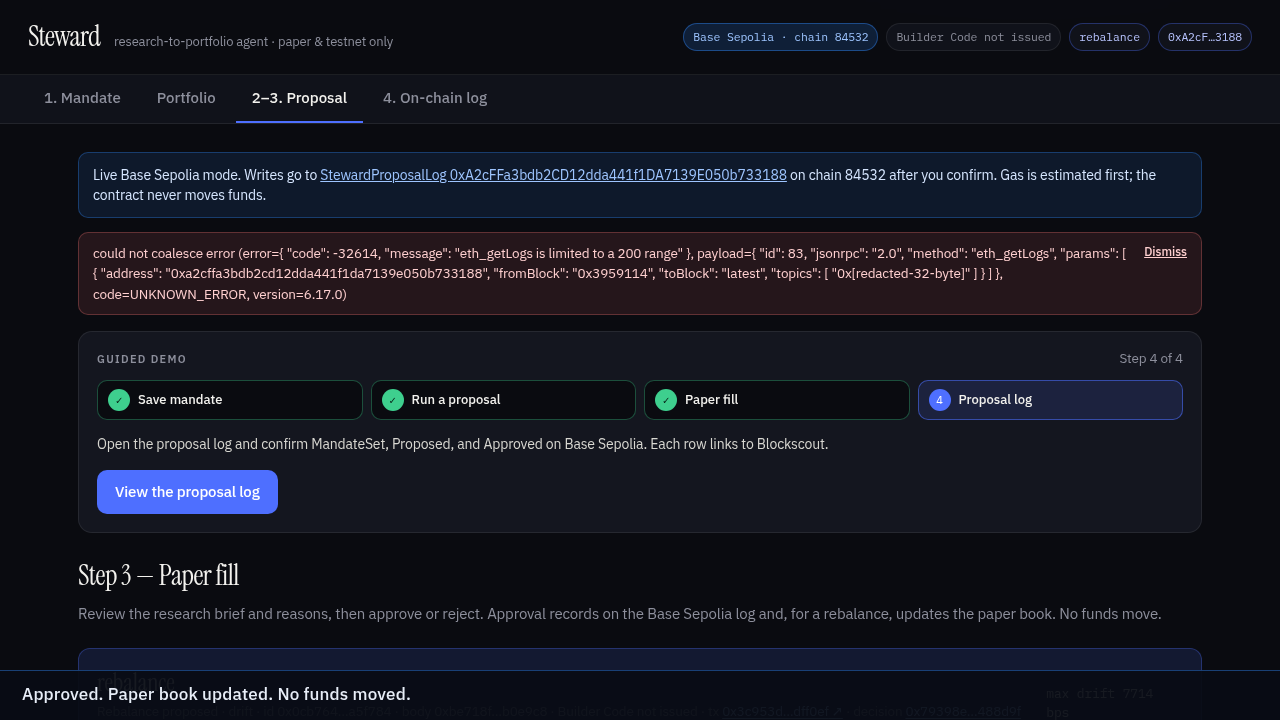 Steward research-to-portfolio agent · paper & testnet only
Base Sepolia · chain 84532
Builder Code not issued
rebalance
0xA2cF…3188
1. Mandate
Portfolio
2–3. Proposal
4. On-chain log
Live Base Sepolia mode. Writes go to StewardProposalLog 0xA2cFFa3bdb2CD12dda441f1DA7139E050b733188 on chain 84532 after you confirm. Gas is estimated first; the
contract never moves funds.
could not coalesce error (error={ "code": -32614, "message": "eth_getLogs is limited to a 200 range" }, payload={ "id": 83, "jsonrpc": "2.0", "method": "eth_getLogs", "params": [
{ "address": "0xa2cffa3bdb2cd12dda441f1da7139e050b733188", "fromBlock": "0x3959114", "toBlock": "latest", "topics": [ "0x[redacted-32-byte]" ] } ] },
code=UNKNOWN_ERROR, version=6.17.0)
Dismiss
GUIDED DEMO
Step 4 of 4
✓ Save mandate
✓ Run a proposal
✓ Paper fill
4 Proposal log
Open the proposal log and confirm MandateSet, Proposed, and Approved on Base Sepolia. Each row links to Blockscout.
View the proposal log
Step 3 — Paper fill
Review the research brief and reasons, then approve or reject. Approval records on the Base Sepolia log and, for a rebalance, updates the paper book. No funds move.
rebalance
max drift 7714
bps
Approved. Paper book updated. No funds moved.